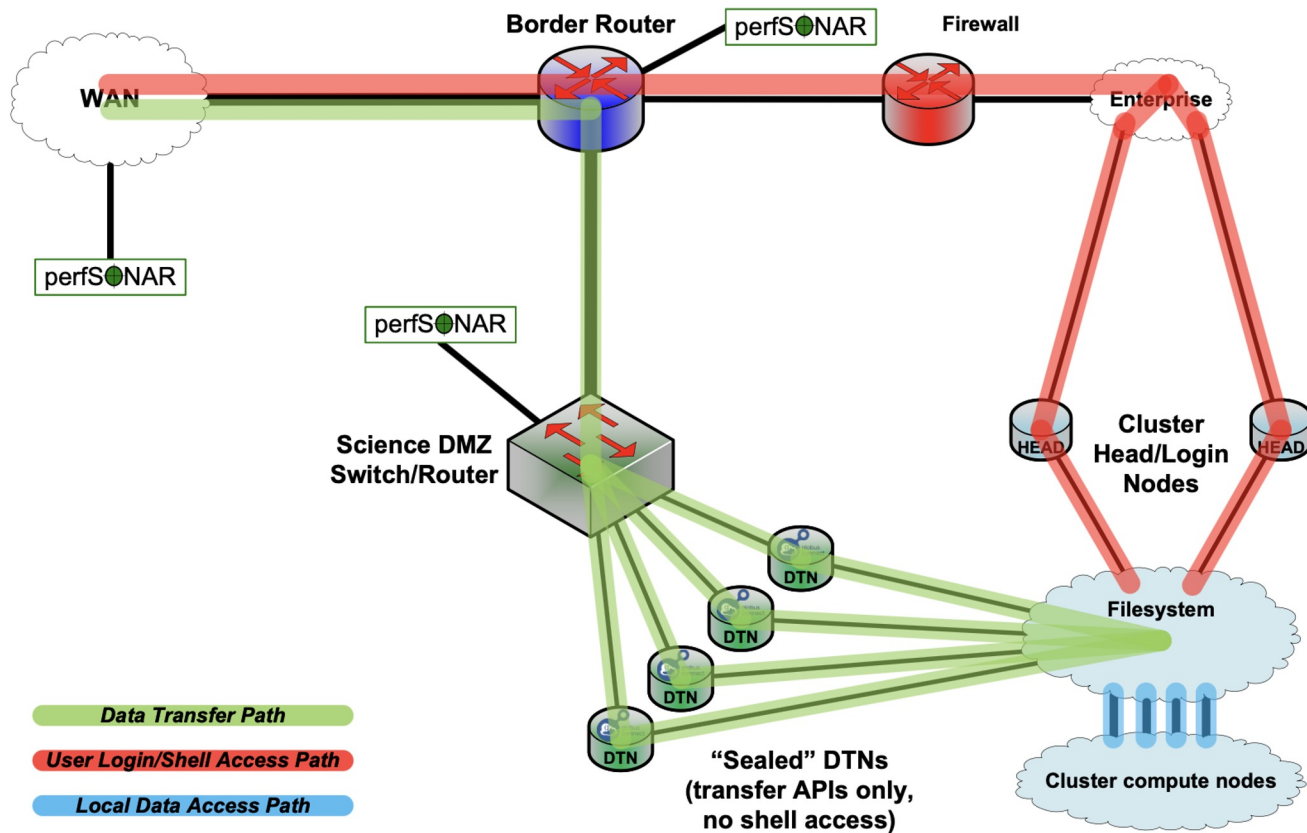 Border Router
perfSONAR
Firewall
WAN
Enterprise
perfSONAR
perfSONAR
Science DMZ
Switch/Router
HEAD
Cluster
Head/Login
Nodes
HEAD
DTN
DTN
DTN
DTN
Filesystem
Data Transfer Path
User Login/Shell Access Path
Local Data Access Path
“Sealed” DTNs
(transfer APIs only,
no shell access)
Cluster compute nodes